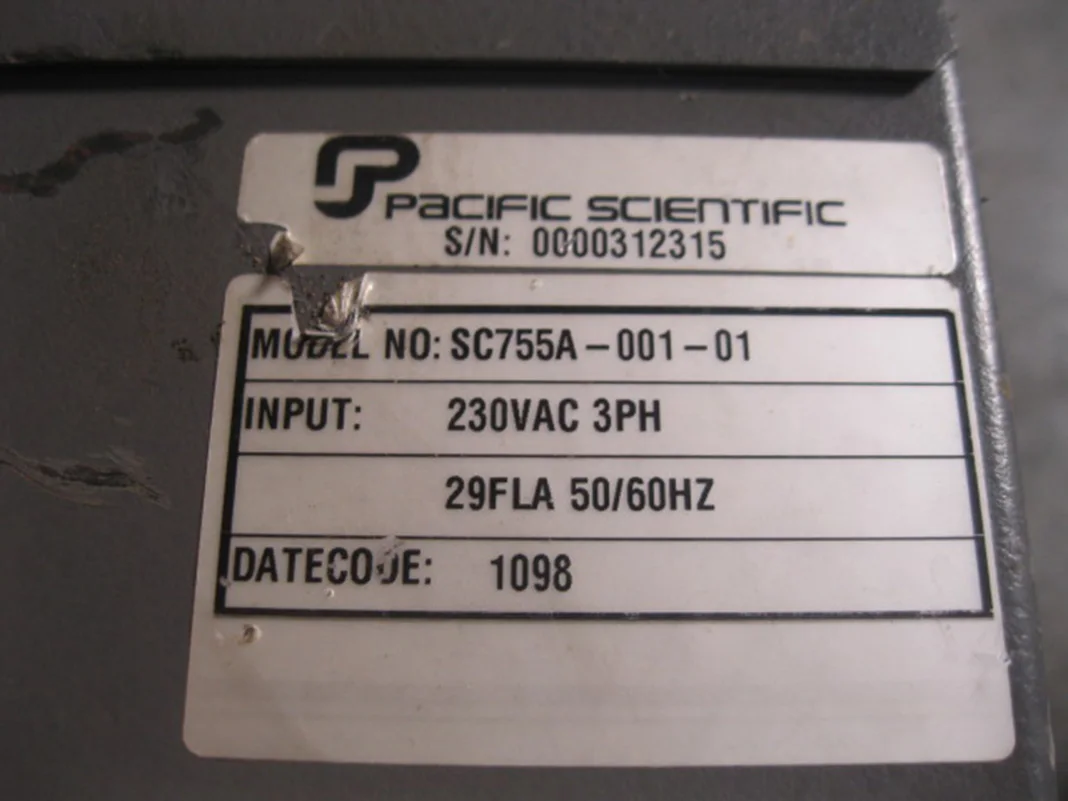 PACIFIC SCIENTIFIC
S/N: 0000312315
MODEL NO: SC755A-001-01
INPUT: 230VAC 3PH
29FLA 50/60HZ
DATECODE: 1098